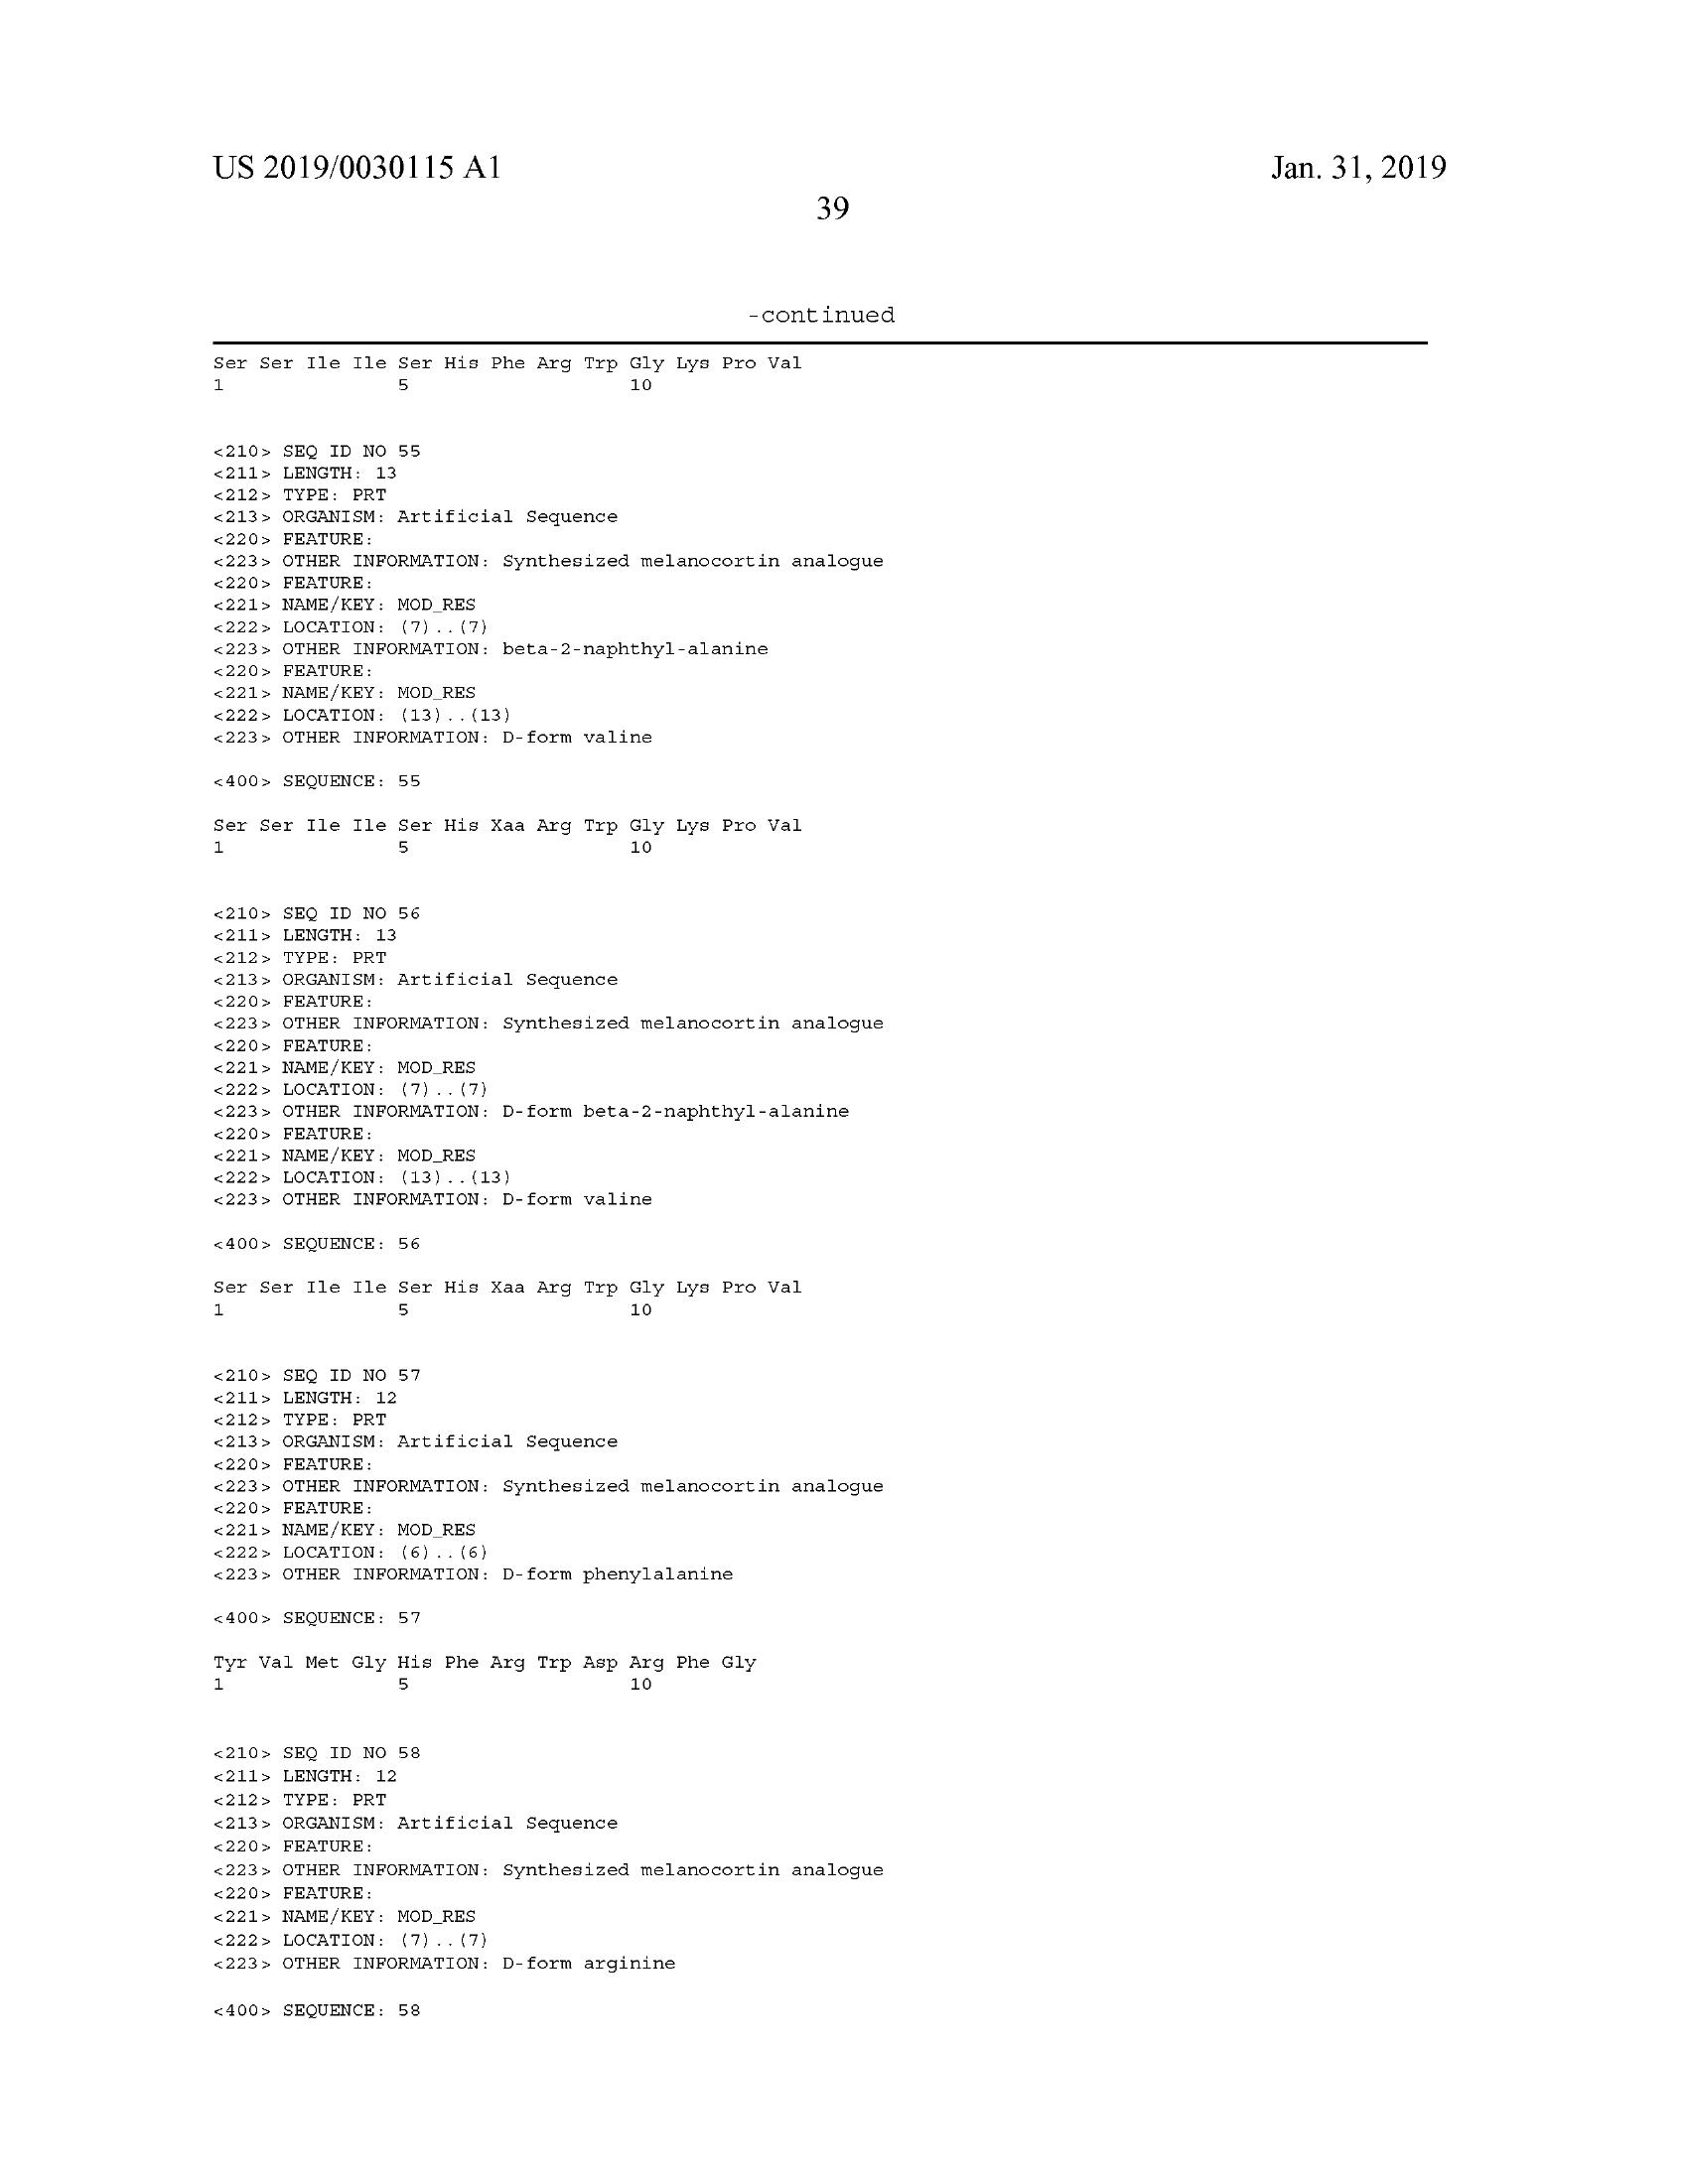 US 2019/0030115 A1
Jan. 31, 2019
39
-continued
Ser Ser Ile Ile Ser His Phe Arg Trp Gly Lys Pro Val
1 5 10
<210> SEQ ID NO 55
<211> LENGTH: 13
<212> TYPE: PRT
<213> ORGANISM: Artificial Sequence
<220> FEATURE:
<223> OTHER INFORMATION: Synthesized melanocortin analogue
<220> FEATURE:
<221> NAME/KEY: MOD_RES
<222> LOCATION: (7)..(7)
<223> OTHER INFORMATION: beta-2-naphthyl-alanine
<220> FEATURE:
<221> NAME/KEY: MOD_RES
<222> LOCATION: (13)..(13)
<223> OTHER INFORMATION: D-form valine
<400> SEQUENCE: 55
Ser Ser Ile Ile Ser His Xaa Arg Trp Gly Lys Pro Val
1 5 10
<210> SEQ ID NO 56
<211> LENGTH: 13
<212> TYPE: PRT
<213> ORGANISM: Artificial Sequence
<220> FEATURE:
<223> OTHER INFORMATION: Synthesized melanocortin analogue
<220> FEATURE:
<221> NAME/KEY: MOD_RES
<222> LOCATION: (7)..(7)
<223> OTHER INFORMATION: D-form beta-2-naphthyl-alanine
<220> FEATURE:
<221> NAME/KEY: MOD_RES
<222> LOCATION: (13)..(13)
<223> OTHER INFORMATION: D-form valine
<400> SEQUENCE: 56
Ser Ser Ile Ile Ser His Xaa Arg Trp Gly Lys Pro Val
1 5 10
<210> SEQ ID NO 57
<211> LENGTH: 12
<212> TYPE: PRT
<213> ORGANISM: Artificial Sequence
<220> FEATURE:
<223> OTHER INFORMATION: Synthesized melanocortin analogue
<220> FEATURE:
<221> NAME/KEY: MOD_RES
<222> LOCATION: (6)..(6)
<223> OTHER INFORMATION: D-form phenylalanine
<400> SEQUENCE: 57
Tyr Val Met Gly His Phe Arg Trp Asp Arg Phe Gly
1 5 10
<210> SEQ ID NO 58
<211> LENGTH: 12
<212> TYPE: PRT
<213> ORGANISM: Artificial Sequence
<220> FEATURE:
<223> OTHER INFORMATION: Synthesized melanocortin analogue
<220> FEATURE:
<221> NAME/KEY: MOD_RES
<222> LOCATION: (7)..(7)
<223> OTHER INFORMATION: D-form arginine
<400> SEQUENCE: 58